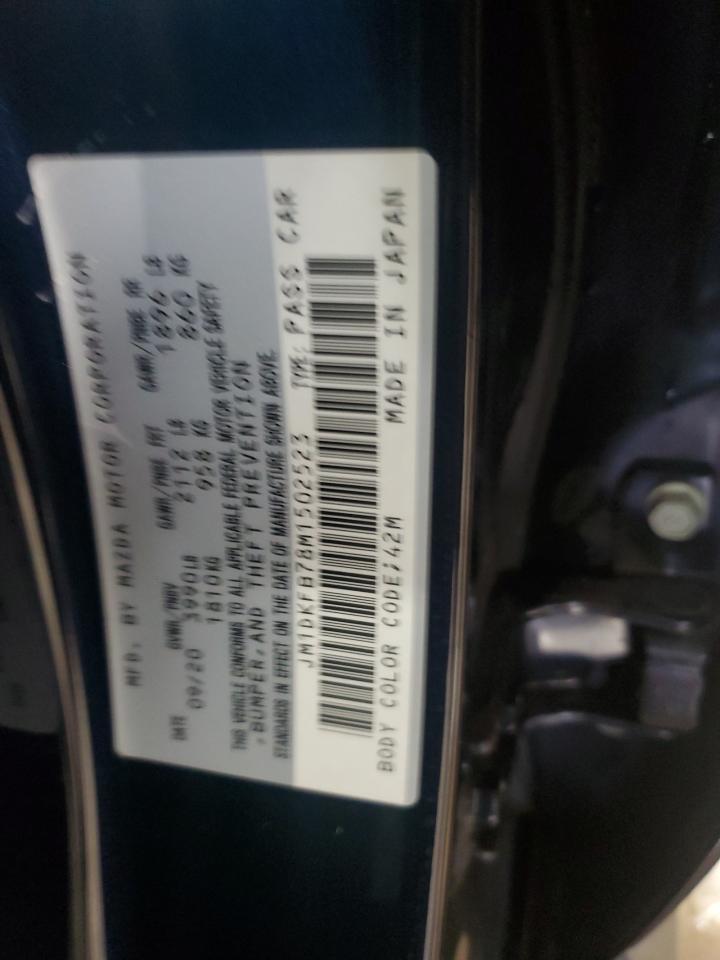 MFD. BY MAZDA MOTOR CORPORATION
DATE GVWR/PNBV GAWR/PNBE FRT GAWR/PNBE RR
09/20 3990LB 2112 LB 1896 LB
1810KG 958 KG 860 KG
THIS VEHICLE CONFORMS TO ALL APPLICABLE FEDERAL MOTOR VEHICLE SAFETY
,BUMPER,AND THEFT PREVENTION
STANDARDS IN EFFECT ON THE DATE OF MANUFACTURE SHOWN ABOVE.
JM1DKFB78M1502523 TYPE: PASS CAR
BODY COLOR CODE:42M MADE IN JAPAN